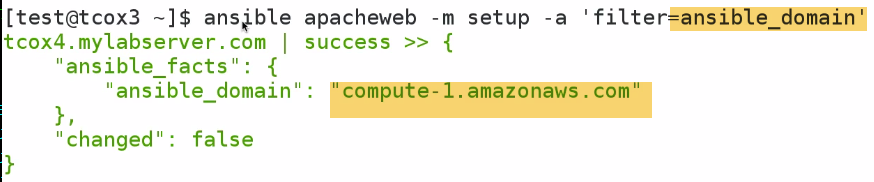 [test@tcox3 ~]$ ansible apacheweb -m setup -a 'filter=ansible_domain'
tcox4.mylabserver.com | success >> {
    "ansible_facts": {
        "ansible_domain": "compute-1.amazonaws.com"
    },
    "changed": false
}